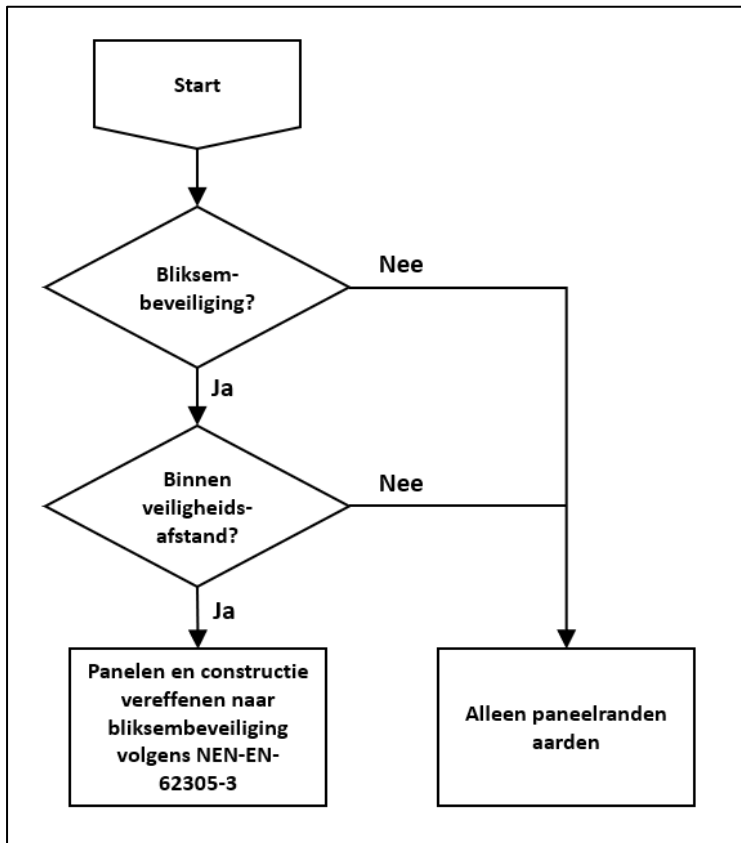 Start
Bliksem-
beveiliging?
Nee
Ja
Binnen
veiligheids-
afstand?
Nee
Ja
Panelen en constructie
vereffenen naar
bliksembeveiliging
volgens NEN-EN-
62305-3
Alleen paneelranden
aarden